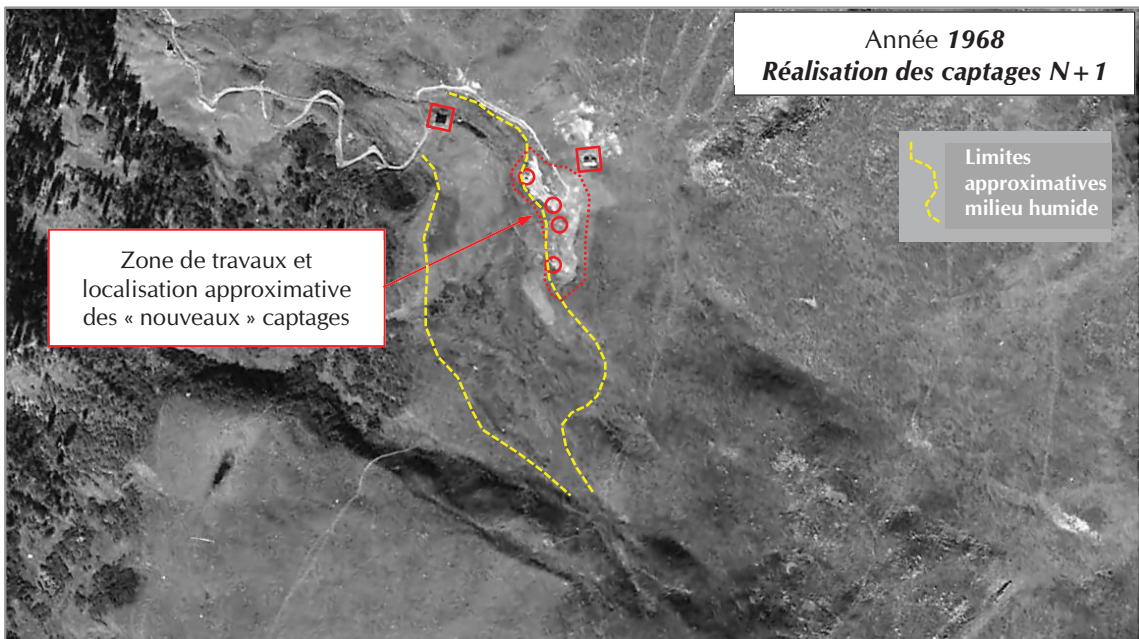 Année 1968
Réalisation des captages N + 1
Limites
approximatives
milieu humide
Zone de travaux et
localisation approximative
des « nouveaux » captages